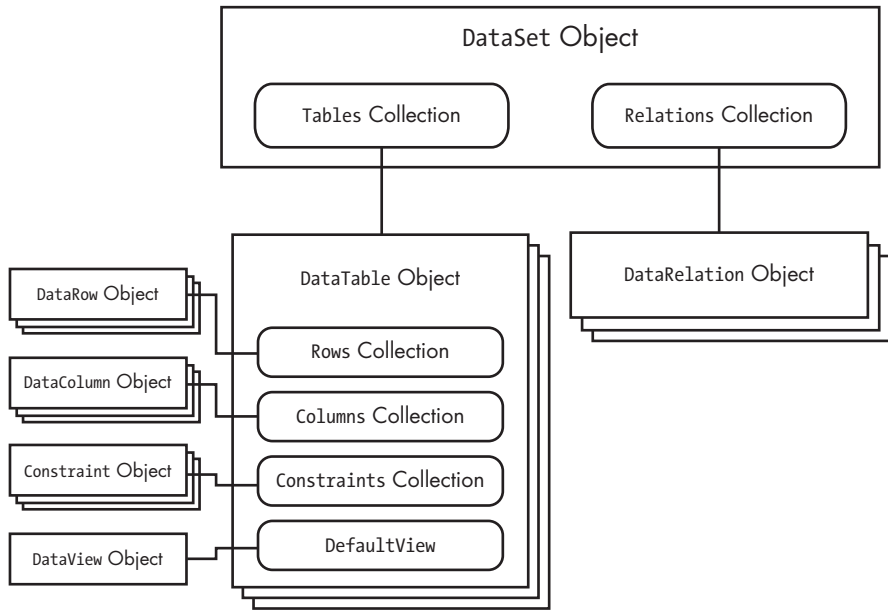 DataSet Object
Tables Collection
Relations Collection
DataTable Object
DataRelation Object
DataRow Object
Rows Collection
DataColumn Object
Columns Collection
Constraint Object
Constraints Collection
DataView Object
DefaultView